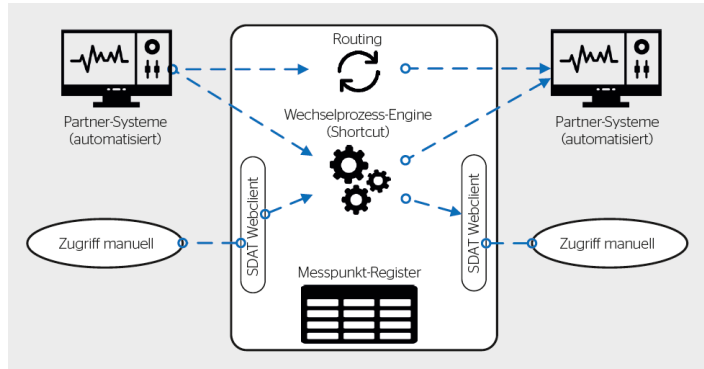 Routing
Partner-Systeme
(automatisiert)
Wechselprozess-Engine
(Shortcut)
Partner-Systeme
(automatisiert)
SDAT Webclient
SDAT Webclient
Zugriff manuell
Zugriff manuell
Messpunkt-Register